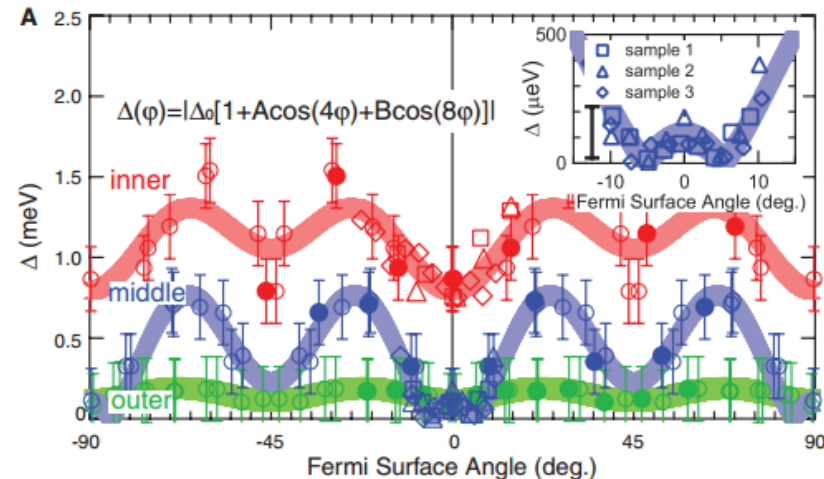 A
2.5
2.0
1.5
1.0
0.5
0
Δ (meV)
Δ(φ)=|Δ₀[1+Acos(4φ)+Bcos(8φ)]|
inner
middle
outer
-90
-45
0
45
90
Fermi Surface Angle (deg.)
500
0
Δ (μeV)
sample 1
sample 2
sample 3
-10
0
10
Fermi Surface Angle (deg.)